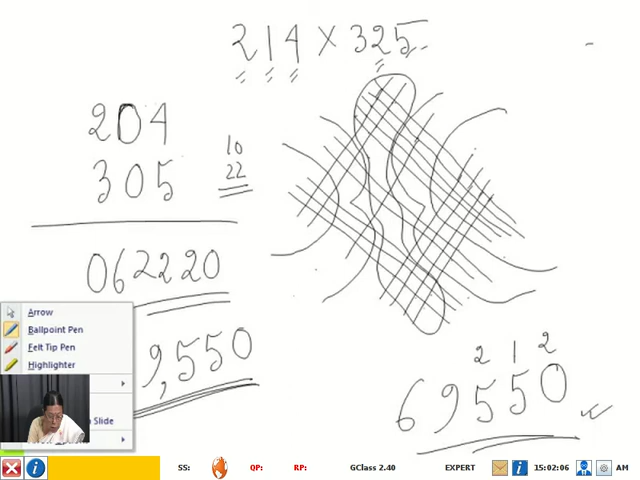 214 × 325
204
305
10
22
062220
9,550
2 1 2
69550
Arrow
Ballpoint Pen
Felt Tip Pen
Highlighter
Slide
SS: QP: RP: GClass 2.40 EXPERT 15:02:06 AM